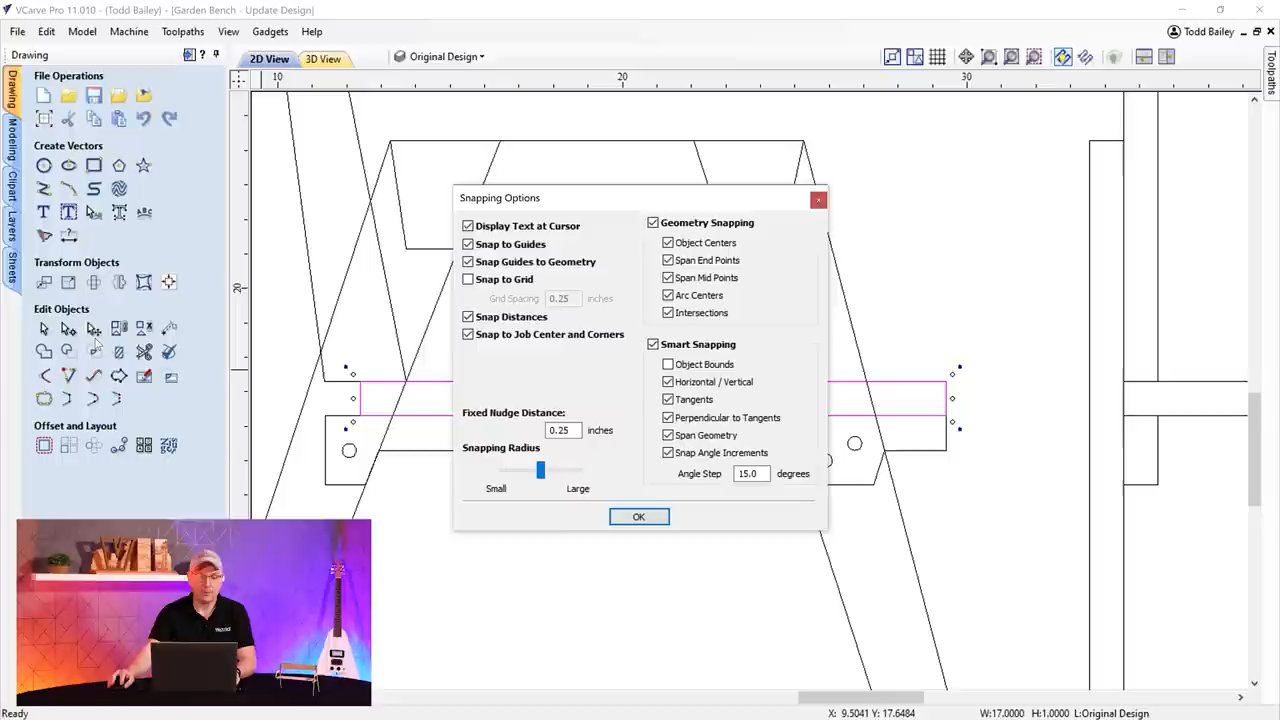 VCarve Pro 11.010 - (Todd Bailey) - [Garden Bench - Update Design]
File Edit Model Machine Toolpaths View Gadgets Help
Todd Bailey
Drawing
2D View 3D View Original Design
Toolpaths
Drawing
Modeling
Clipart
Layers
Sheets
File Operations
Create Vectors
Transform Objects
Edit Objects
Offset and Layout
10 20 30
20
Snapping Options
Display Text at Cursor
Snap to Guides
Snap Guides to Geometry
Snap to Grid
Grid Spacing 0.25 inches
Snap Distances
Snap to Job Center and Corners
Fixed Nudge Distance:
0.25 inches
Snapping Radius
Small Large
Geometry Snapping
Object Centers
Span End Points
Span Mid Points
Arc Centers
Intersections
Smart Snapping
Object Bounds
Horizontal / Vertical
Tangents
Perpendicular to Tangents
Span Geometry
Snap Angle Increments
Angle Step 15.0 degrees
OK
Ready
X: 9.5041 Y: 17.6484
W:17.0000 H:1.0000 L:Original Design